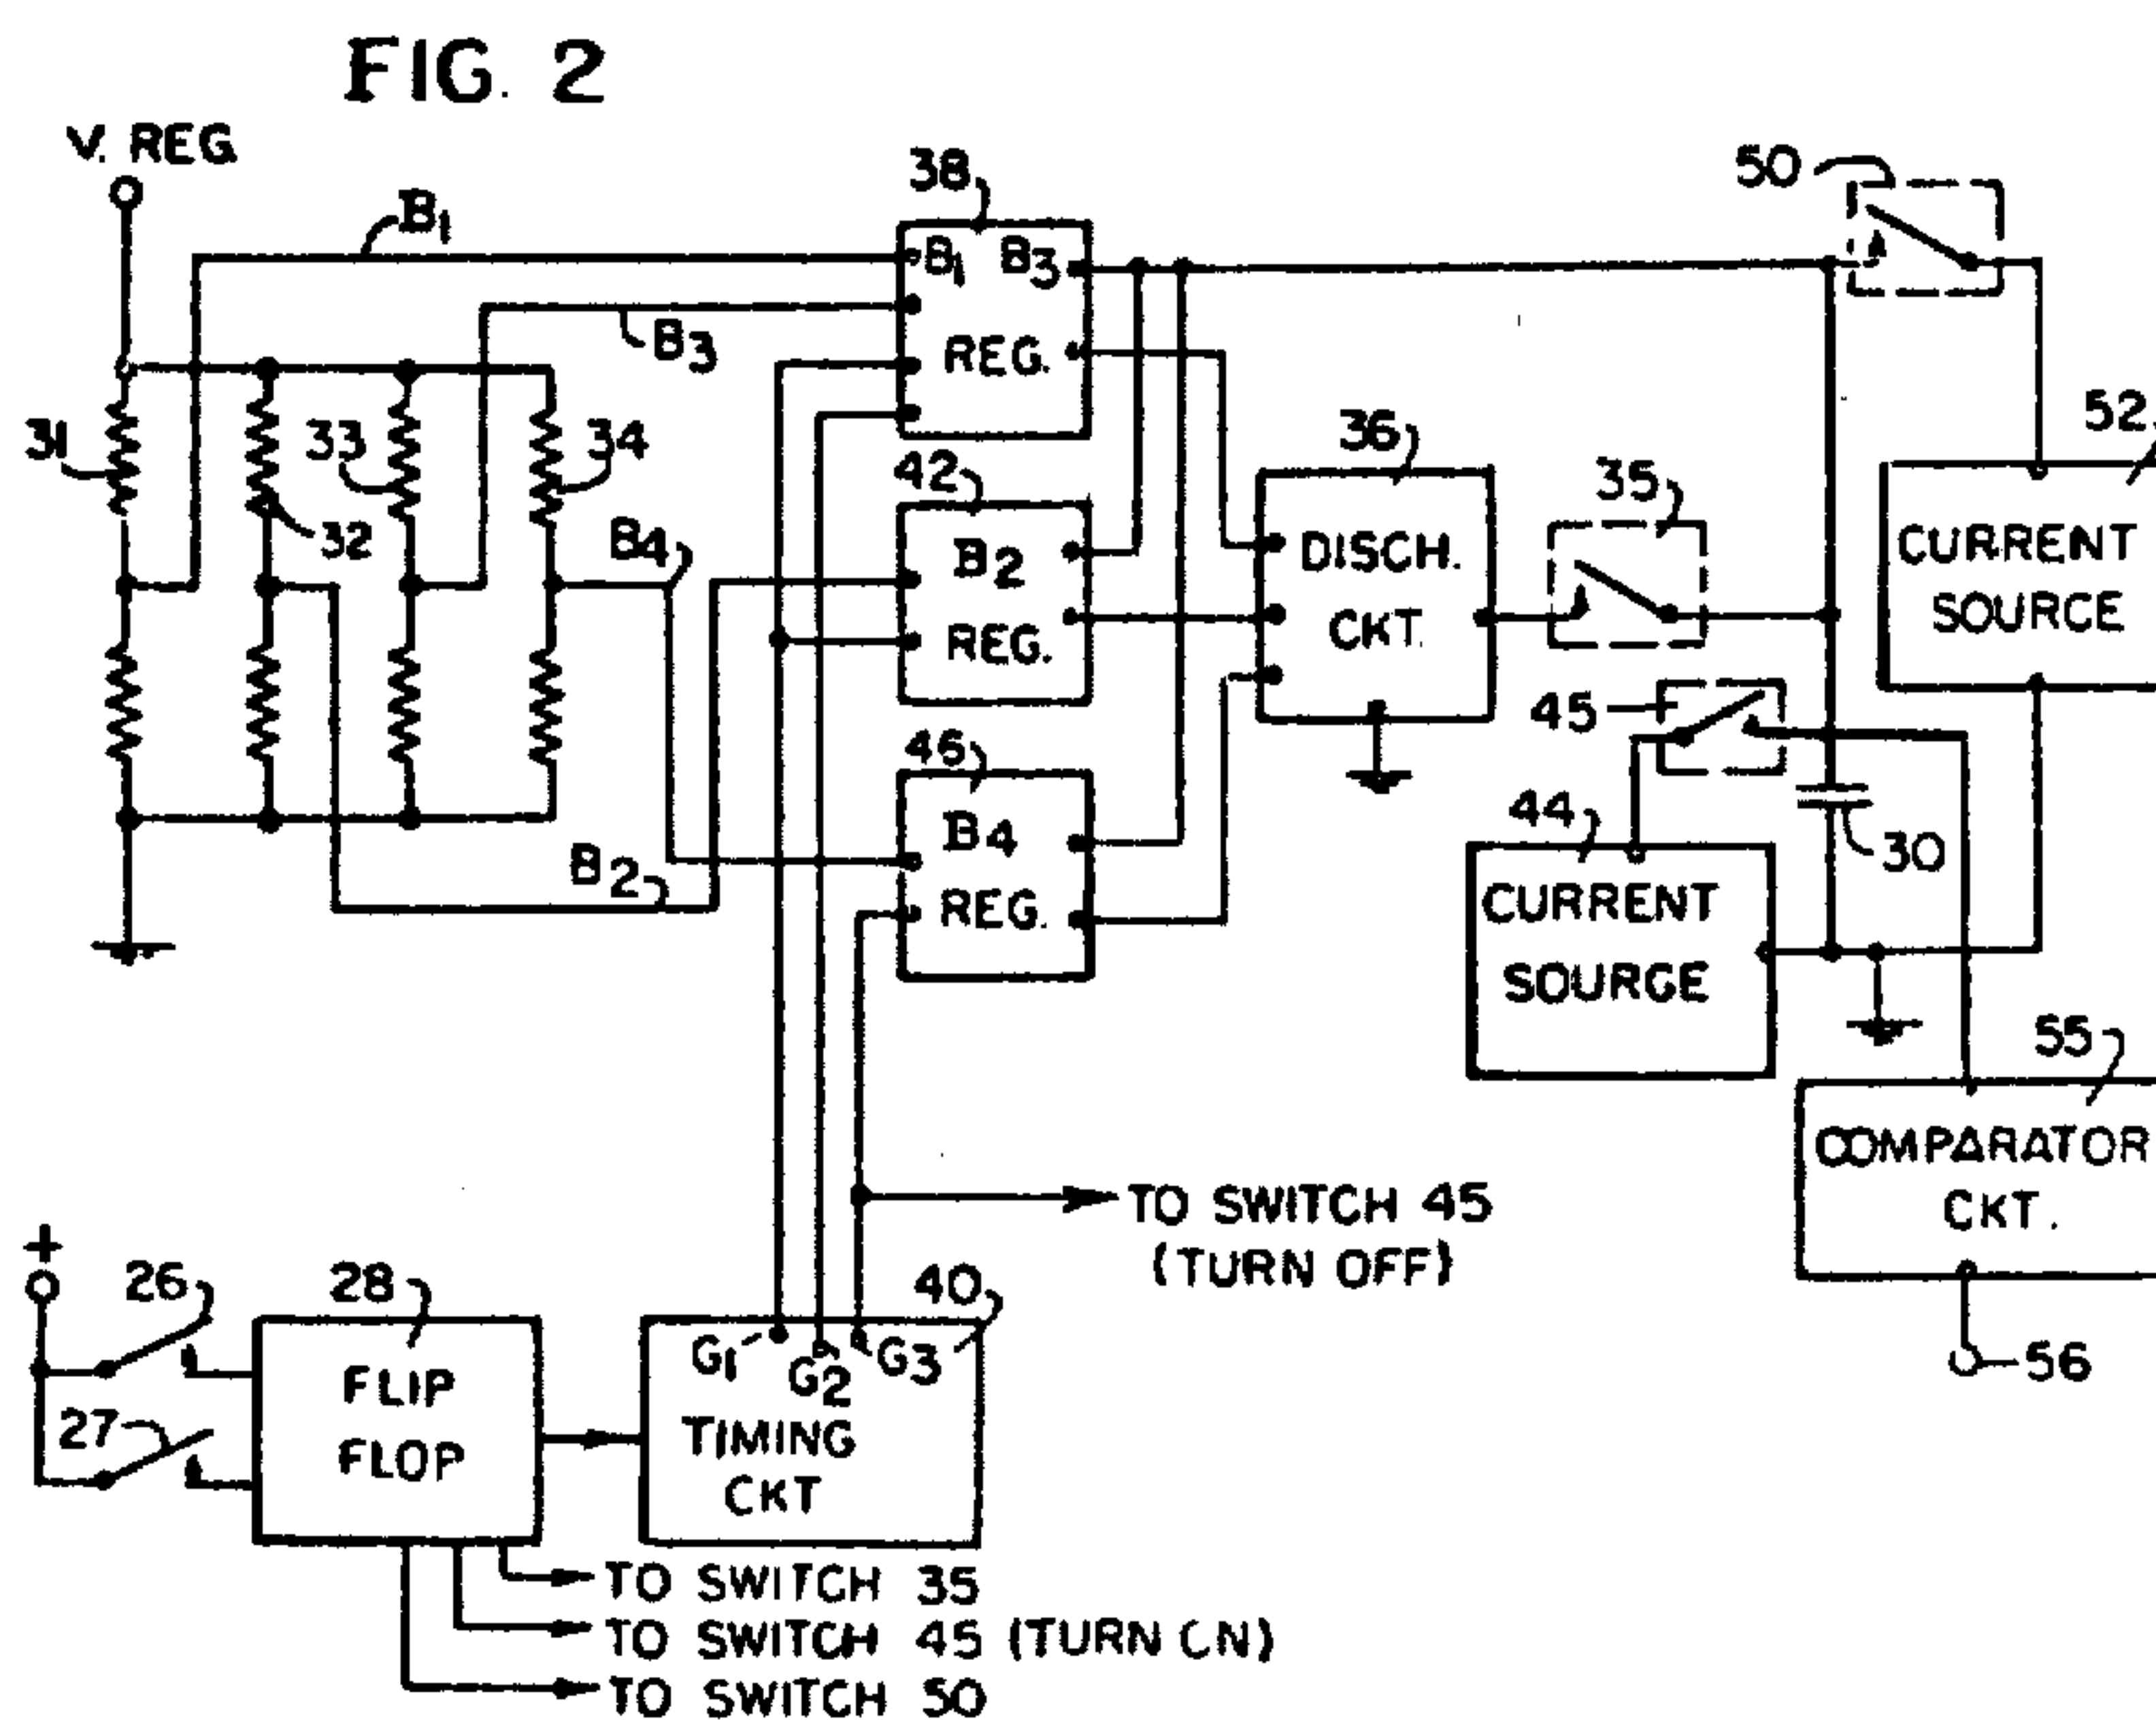 FIG. 2
V. REG.
B1
38
50
B1 B3
REG.
B3
31
33
34
32
42
36
35
52
B4
B2
REG.
DISCH.
CKT.
CURRENT
SOURCE
45
46
44
30
B2
B4
REG.
CURRENT
SOURGE
55
COMPARATOR
CKT.
TO SWITCH 45
(TURN OFF)
+
26
28
40
G1
G2
G3
56
27
FLIP
FLOP
TIMING
CKT
TO SWITCH 35
TO SWITCH 45 (TURN ON)
TO SWITCH 50